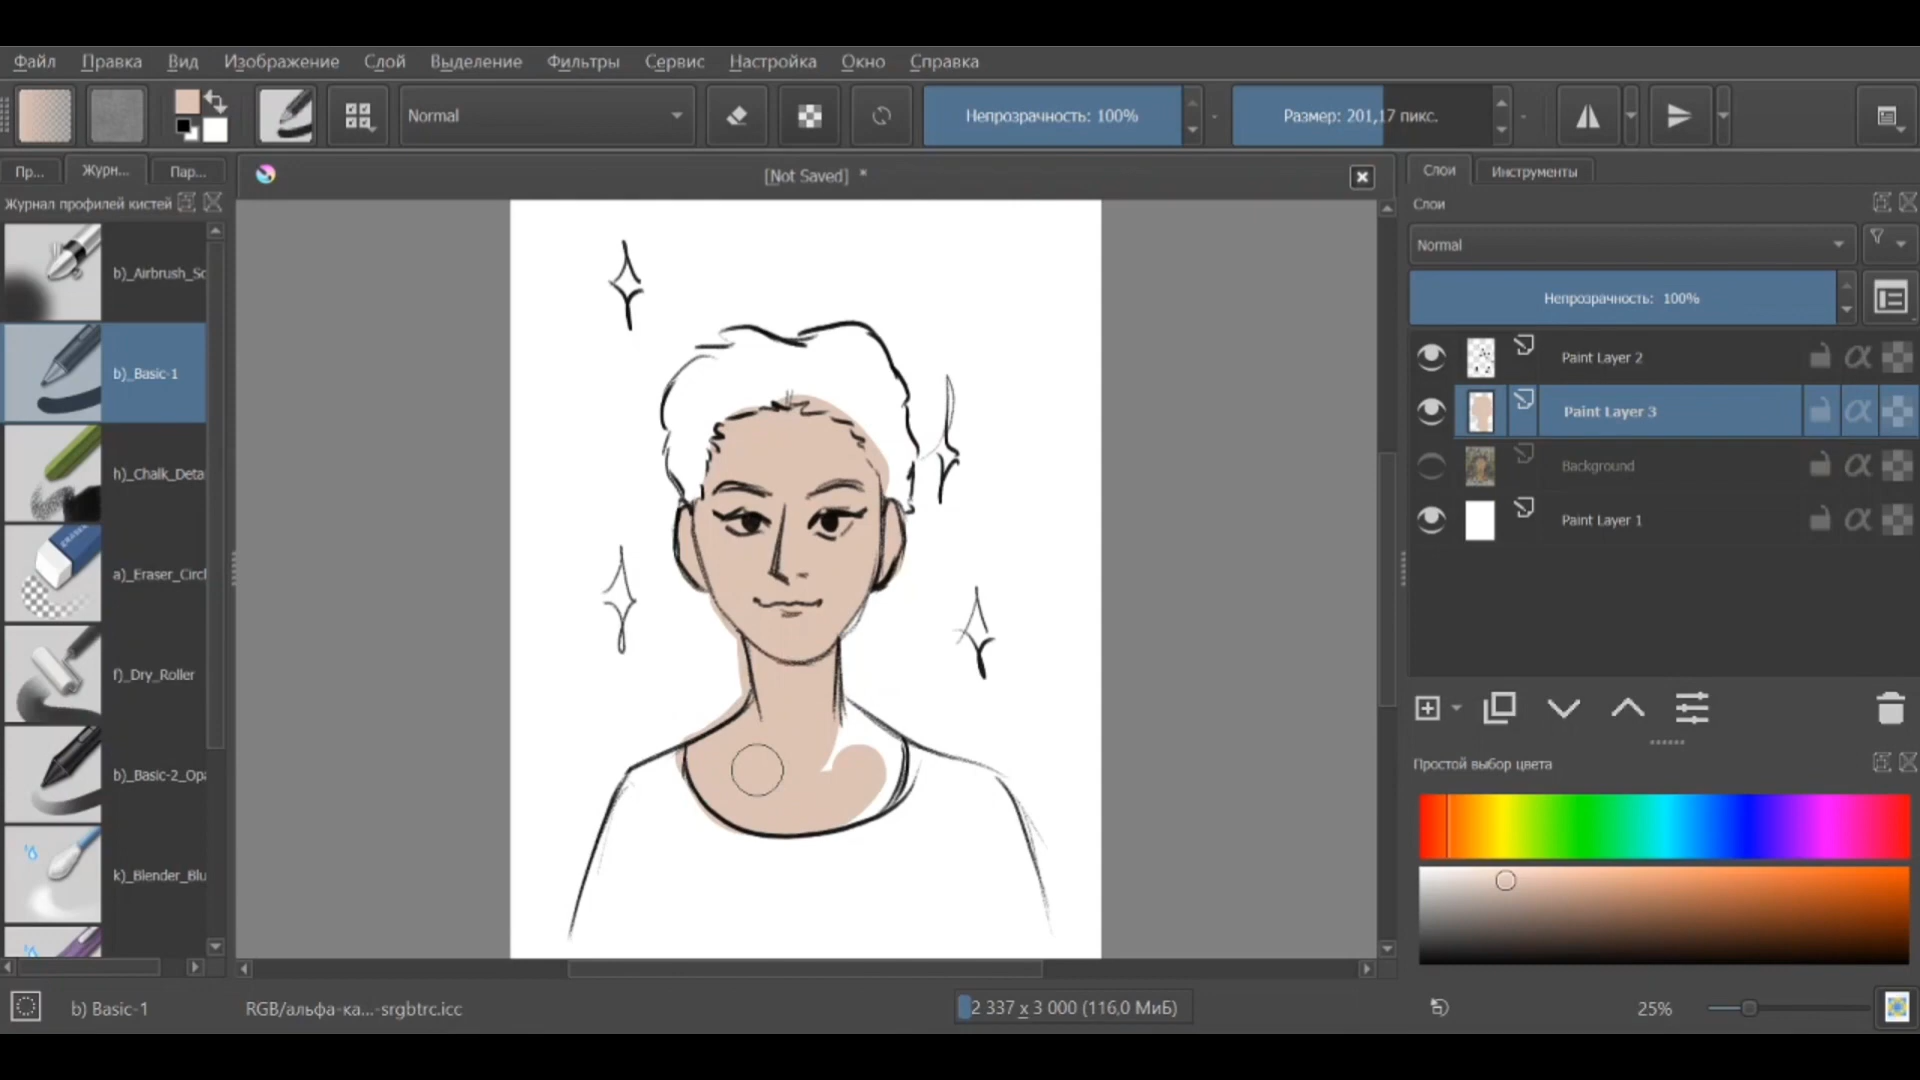 Файл Правка Вид Изображение Слой Выделение Фильтры Сервис Настройка Окно Справка
Normal Непрозрачность: 100% Размер: 201,17 пикс.
Пр... Журн... Пар...
[Not Saved] *
Слои Инструменты
Журнал профилей кистей
Слои
Normal
Непрозрачность: 100%
b)_Airbrush_So
b)_Basic-1
h)_Chalk_Deta
a)_Eraser_Circl
f)_Dry_Roller
b)_Basic-2_Opa
k)_Blender_Blu
Paint Layer 2
Paint Layer 3
Background
Paint Layer 1
Простой выбор цвета
b) Basic-1 RGB/альфа-ка...-srgbtrc.icc 2 337 x 3 000 (116,0 МиБ) 25%